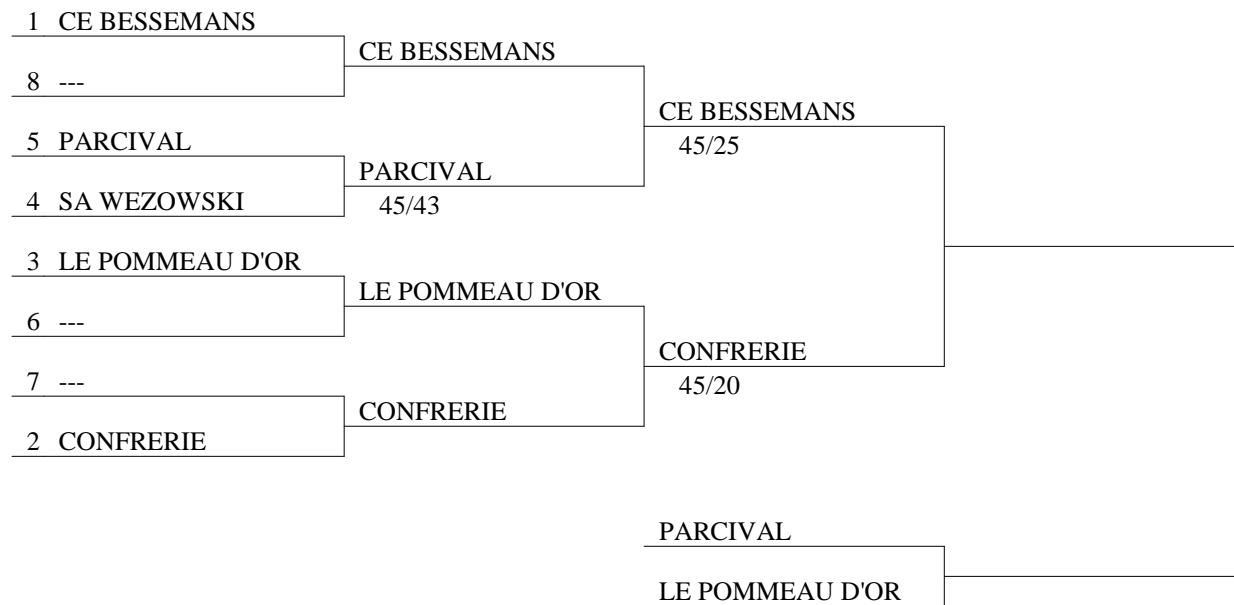 1 CE BESSEMANS
CE BESSEMANS
8 ---
CE BESSEMANS
5 PARCIVAL
45/25
PARCIVAL
4 SA WEZOWSKI
45/43
3 LE POMMEAU D'OR
LE POMMEAU D'OR
6 ---
CONFRERIE
7 ---
45/20
CONFRERIE
2 CONFRERIE
PARCIVAL
LE POMMEAU D'OR